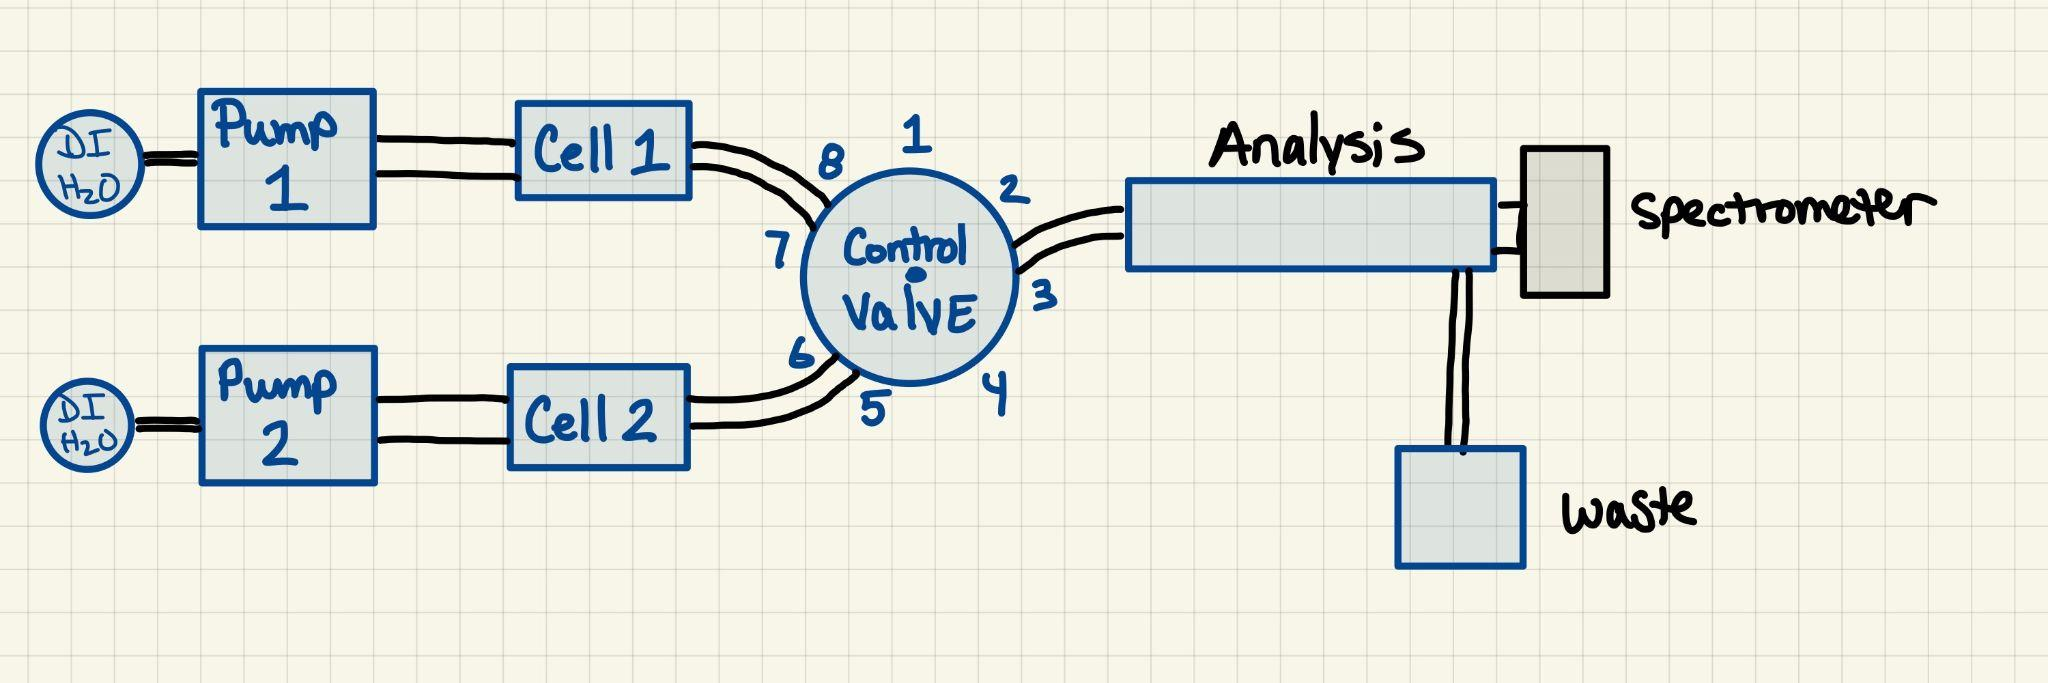 DI
H₂O
Pump
1
Cell 1
8
1
2
7
Control
ValVE
3
Analysis
spectrometer
DI
H₂O
Pump
2
Cell 2
6
5
4
waste